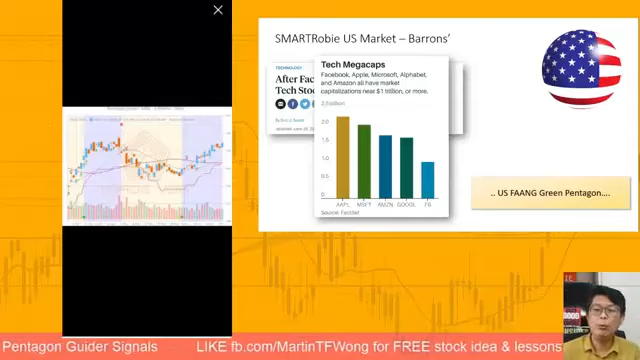 SMARTRobie US Market – Barrons'
TECHNOLOGY
After Fac
Tech Stoc
Tech Megacaps
Facebook, Apple, Microsoft, Alphabet,
and Amazon all have market
capitalizations near $1 trillion, or more.
2.5 trillion
2.0
1.5
1.0
0.5
0
AAPL MSFT AMZN GOOGL FB
Source: FactSet
.. US FAANG Green Pentagon....
Pentagon Guider Signals LIKE fb.com/MartinTFWong for FREE stock idea & lessons